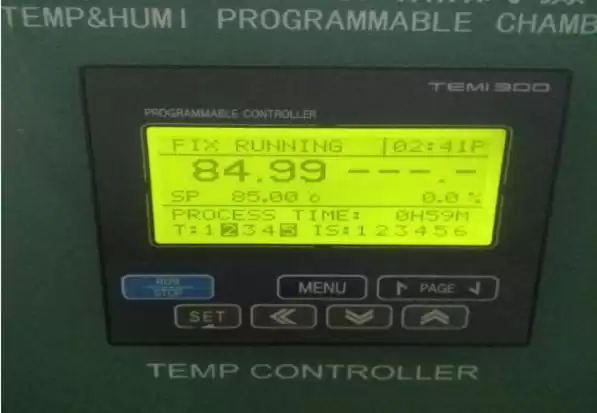 TEMP&HUMI PROGRAMMABLE CHAMB
TEMI300
PROGRAMMABLE CONTROLLER
FIX RUNNING 02:41P
84.99 ---.-
SP 85.00 ℃ 0.0 %
PROCESS TIME: 0H59M
T:12345 IS:123456
RUN
STOP
MENU
PAGE
SET
TEMP CONTROLLER